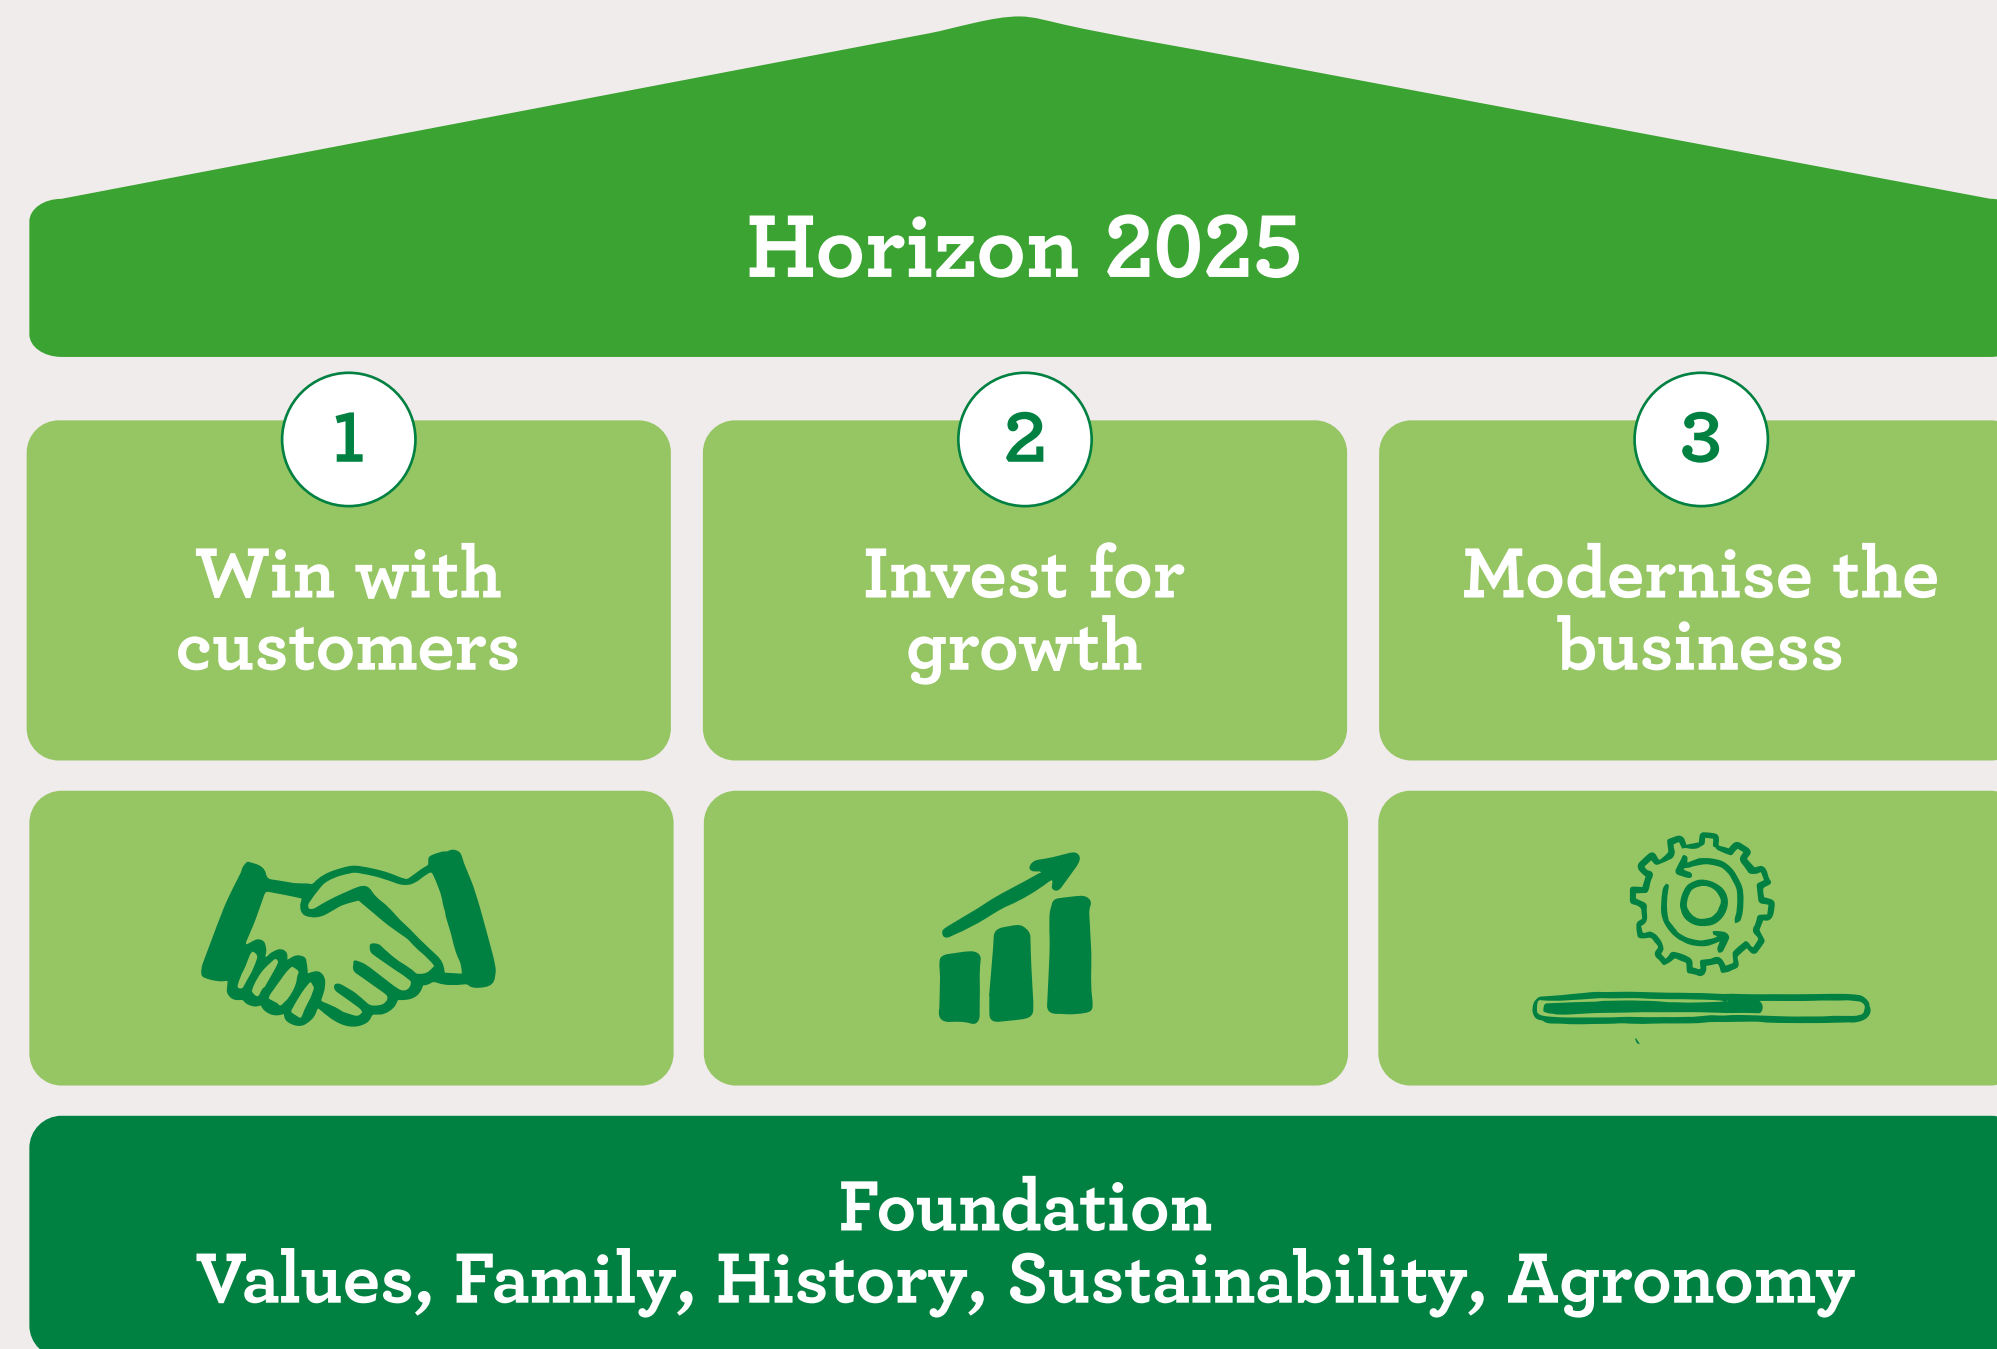 Horizon 2025
1
2
3
Win with
customers
Invest for
growth
Modernise the
business
Foundation
Values, Family, History, Sustainability, Agronomy